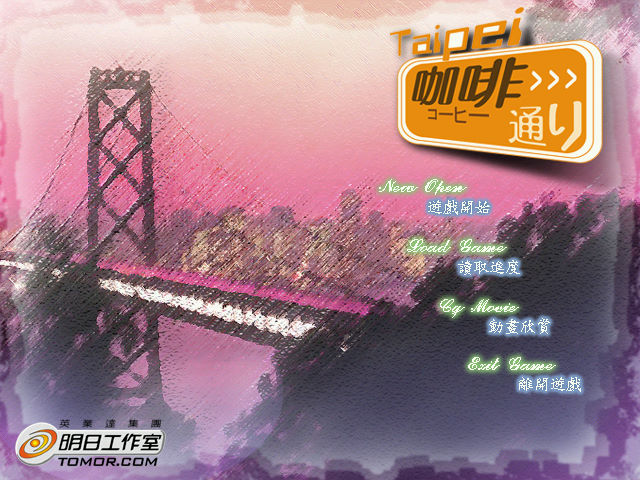 Taipei
咖啡>>>
コーヒー
通り
New Open
遊戲開始
Load Game
讀取進度
Cg Movie
動畫欣賞
Exit Game
離開遊戲
英業達集團
明日工作室
TOMOR.COM